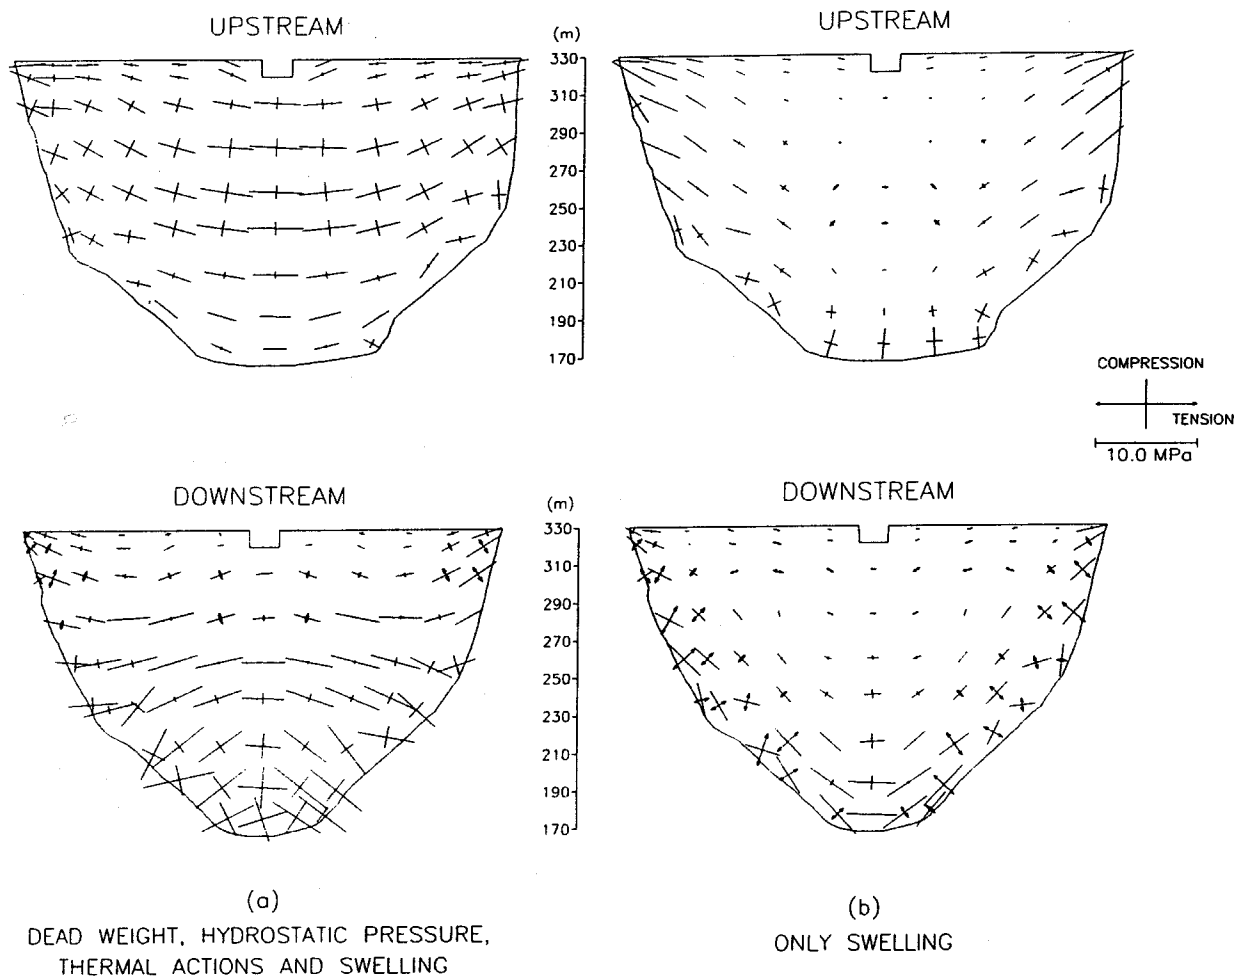 UPSTREAM
(m)
330
310
290
270
250
230
210
190
170
UPSTREAM
COMPRESSION
TENSION
10.0 MPa
DOWNSTREAM
(m)
330
310
290
270
250
230
210
190
170
DOWNSTREAM
(a)
DEAD WEIGHT, HYDROSTATIC PRESSURE,
THERMAL ACTIONS AND SWELLING
(b)
ONLY SWELLING